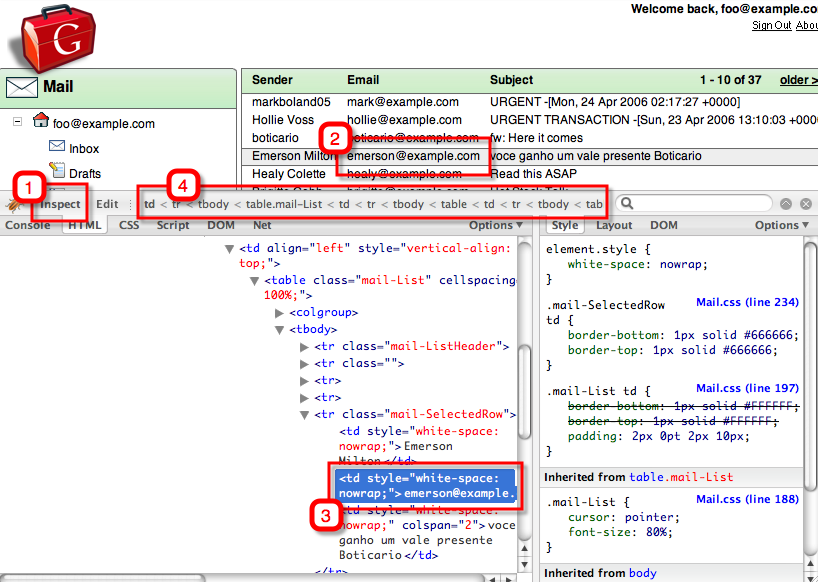 Welcome back, foo@example.co
Sign Out Abou
G
Mail
Sender Email Subject 1 - 10 of 37 older >
markboland05 mark@example.com URGENT -[Mon, 24 Apr 2006 02:17:27 +0000]
foo@example.com
Hollie Voss hollie@example.com URGENT TRANSACTION -[Sun, 23 Apr 2006 13:10:03 +0000
2
boticario boticario@example.com fw: Here it comes
Inbox
Emerson Milton emerson@example.com voce ganho um vale presente Boticario
Drafts
Healy Colette healy@example.com Read this ASAP
1
4
Inspect Edit td < tr < tbody < table.mail-List < td < tr < tbody < table < td < tr < tbody < tab
Console HTML CSS Script DOM Net Options
Style Layout DOM Options
<td align="left" style="vertical-align:
top;">
<table class="mail-List" cellspacing
100%;">
<colgroup>
<tbody>
<tr class="mail-ListHeader">
<tr class="">
<tr>
<tr>
<tr class="mail-SelectedRow">
<td style="white-space:
nowrap;">Emerson
Milton</td>
<td style="white-space:
nowrap;">emerson@example.
3
<td style="white-space:
nowrap;" colspan="2">voce
ganho um vale presente
Boticario</td>
</tr>
element.style {
white-space: nowrap;
}
.mail-SelectedRow Mail.css (line 234)
td {
border-bottom: 1px solid #666666;
border-top: 1px solid #666666;
}
.mail-List td { Mail.css (line 197)
border-bottom: 1px solid #FFFFFF;
border-top: 1px solid #FFFFFF;
padding: 2px 0pt 2px 10px;
}
Inherited from table.mail-List
.mail-List { Mail.css (line 188)
cursor: pointer;
font-size: 80%;
}
Inherited from body